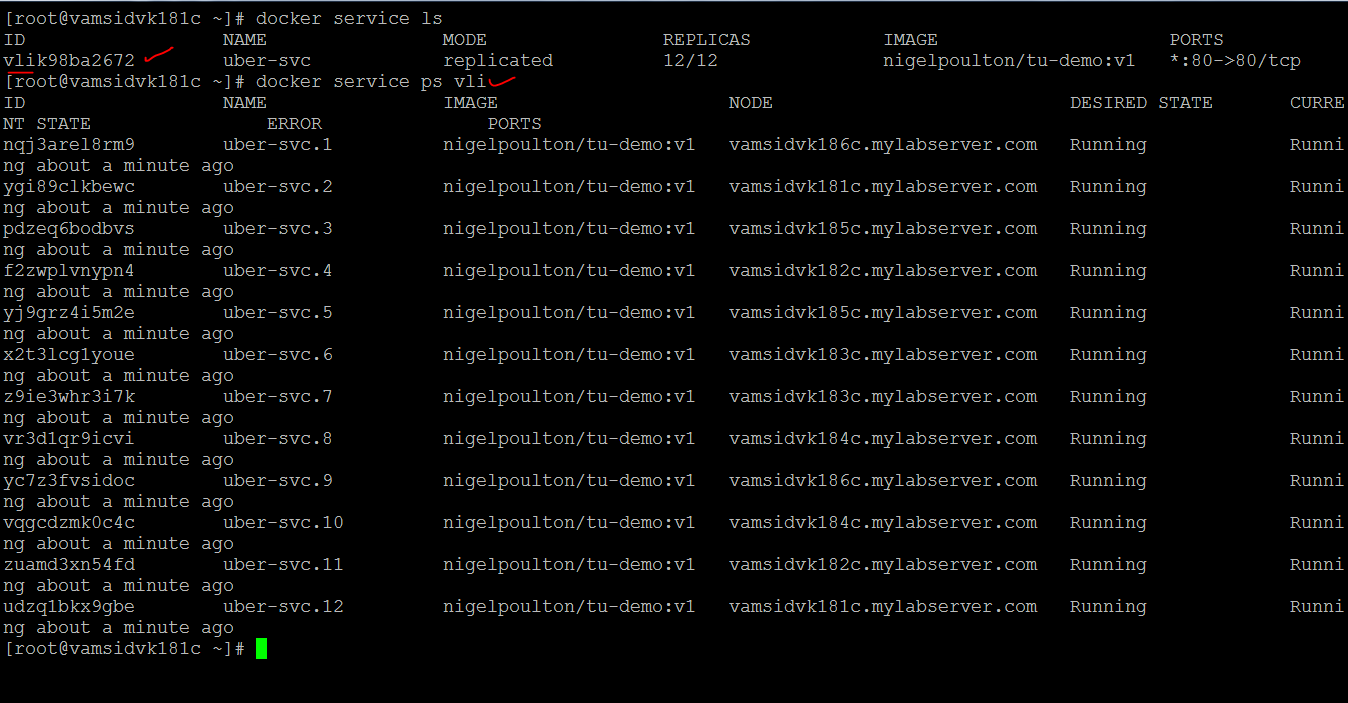 [root@vamsidvk181c ~]# docker service ls
ID NAME MODE REPLICAS IMAGE PORTS
vlik98ba2672 uber-svc replicated 12/12 nigelpoulton/tu-demo:v1 *:80->80/tcp
[root@vamsidvk181c ~]# docker service ps vli
ID NAME IMAGE NODE DESIRED STATE CURRE
NT STATE ERROR PORTS
nqj3arel8rm9 uber-svc.1 nigelpoulton/tu-demo:v1 vamsidvk186c.mylabserver.com Running Runni
ng about a minute ago
ygi89clkbewc uber-svc.2 nigelpoulton/tu-demo:v1 vamsidvk181c.mylabserver.com Running Runni
ng about a minute ago
pdzeq6bodbvs uber-svc.3 nigelpoulton/tu-demo:v1 vamsidvk185c.mylabserver.com Running Runni
ng about a minute ago
f2zwplvnypn4 uber-svc.4 nigelpoulton/tu-demo:v1 vamsidvk182c.mylabserver.com Running Runni
ng about a minute ago
yj9grz4i5m2e uber-svc.5 nigelpoulton/tu-demo:v1 vamsidvk185c.mylabserver.com Running Runni
ng about a minute ago
x2t3lcg1youe uber-svc.6 nigelpoulton/tu-demo:v1 vamsidvk183c.mylabserver.com Running Runni
ng about a minute ago
z9ie3whr3i7k uber-svc.7 nigelpoulton/tu-demo:v1 vamsidvk183c.mylabserver.com Running Runni
ng about a minute ago
vr3d1qr9icvi uber-svc.8 nigelpoulton/tu-demo:v1 vamsidvk184c.mylabserver.com Running Runni
ng about a minute ago
yc7z3fvsidoc uber-svc.9 nigelpoulton/tu-demo:v1 vamsidvk186c.mylabserver.com Running Runni
ng about a minute ago
vqgcdzmk0c4c uber-svc.10 nigelpoulton/tu-demo:v1 vamsidvk184c.mylabserver.com Running Runni
ng about a minute ago
zuamd3xn54fd uber-svc.11 nigelpoulton/tu-demo:v1 vamsidvk182c.mylabserver.com Running Runni
ng about a minute ago
udzq1bkx9gbe uber-svc.12 nigelpoulton/tu-demo:v1 vamsidvk181c.mylabserver.com Running Runni
ng about a minute ago
[root@vamsidvk181c ~]#